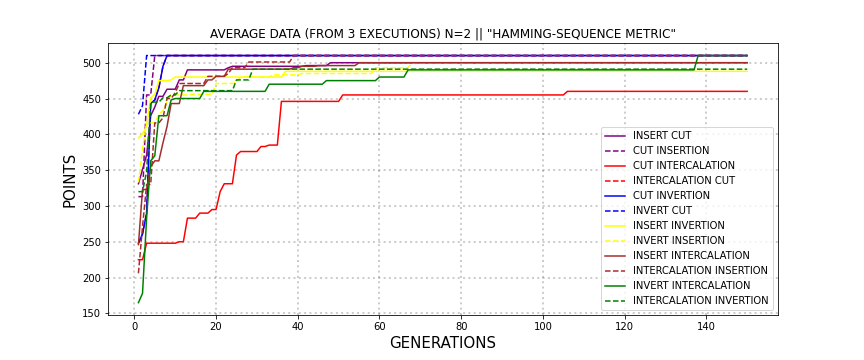 AVERAGE DATA (FROM 3 EXECUTIONS) N=2 || "HAMMING-SEQUENCE METRIC"
POINTS
500
450
400
350
300
250
200
150
0 20 40 60 80 100 120 140
GENERATIONS
INSERT CUT
CUT INSERTION
CUT INTERCALATION
INTERCALATION CUT
CUT INVERTION
INVERT CUT
INSERT INVERTION
INVERT INSERTION
INSERT INTERCALATION
INTERCALATION INSERTION
INVERT INTERCALATION
INTERCALATION INVERTION